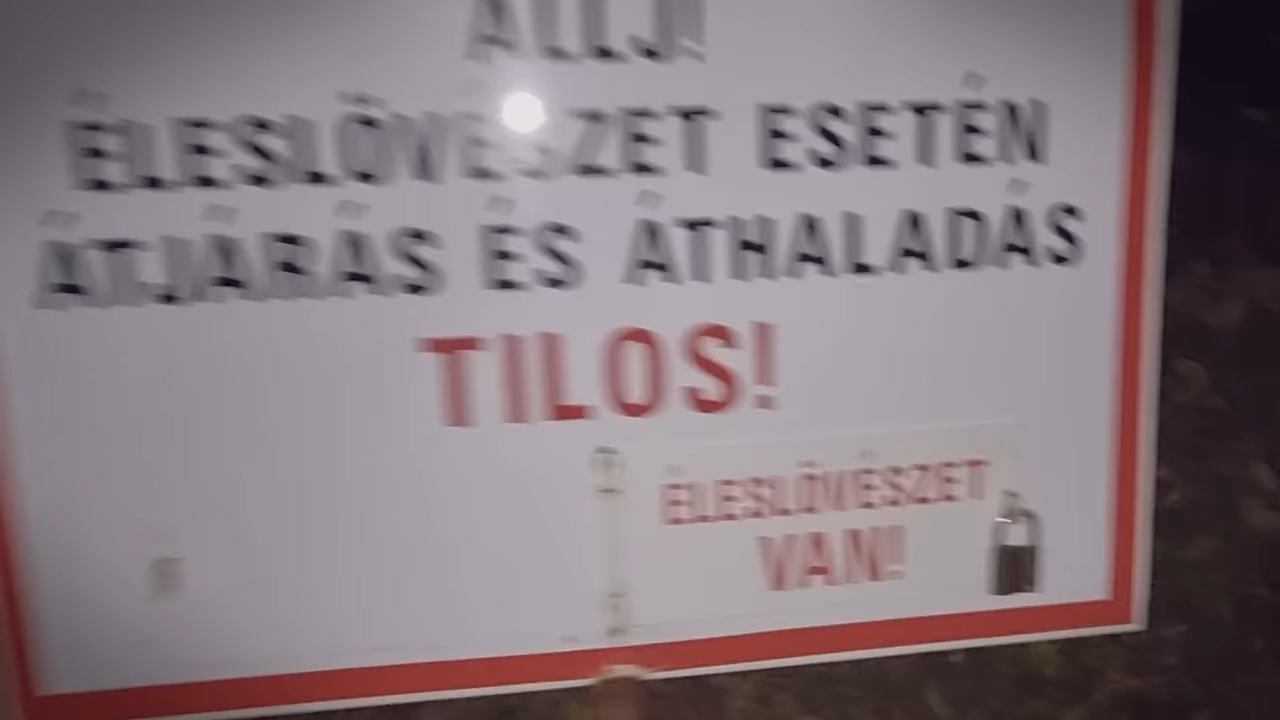 ÁLLJ!
ÉLESLÖVÉSZET ESETÉN
ÁTJÁRÁS ÉS ÁTHALADÁS
TILOS!
ÉLESLÖVÉSZET
VAN!